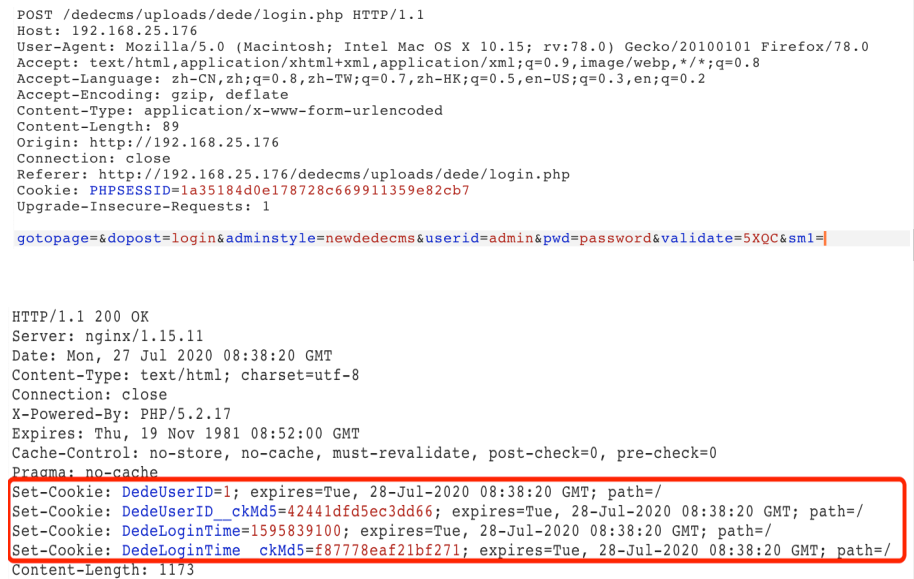 POST /dedecms/uploads/dede/login.php HTTP/1.1
Host: 192.168.25.176
User-Agent: Mozilla/5.0 (Macintosh; Intel Mac OS X 10.15; rv:78.0) Gecko/20100101 Firefox/78.0
Accept: text/html,application/xhtml+xml,application/xml;q=0.9,image/webp,*/*;q=0.8
Accept-Language: zh-CN,zh;q=0.8,zh-TW;q=0.7,zh-HK;q=0.5,en-US;q=0.3,en;q=0.2
Accept-Encoding: gzip, deflate
Content-Type: application/x-www-form-urlencoded
Content-Length: 89
Origin: http://192.168.25.176
Connection: close
Referer: http://192.168.25.176/dedecms/uploads/dede/login.php
Cookie: PHPSESSID=1a35184d0e178728c669911359e82cb7
Upgrade-Insecure-Requests: 1
gotopage=&dopost=login&adminstyle=newdedecms&userid=admin&pwd=password&validate=5XQC&sm1=
HTTP/1.1 200 OK
Server: nginx/1.15.11
Date: Mon, 27 Jul 2020 08:38:20 GMT
Content-Type: text/html; charset=utf-8
Connection: close
X-Powered-By: PHP/5.2.17
Expires: Thu, 19 Nov 1981 08:52:00 GMT
Cache-Control: no-store, no-cache, must-revalidate, post-check=0, pre-check=0
Pragma: no-cache
Set-Cookie: DedeUserID=1; expires=Tue, 28-Jul-2020 08:38:20 GMT; path=/
Set-Cookie: DedeUserID__ckMd5=42441dfd5ec3dd66; expires=Tue, 28-Jul-2020 08:38:20 GMT; path=/
Set-Cookie: DedeLoginTime=1595839100; expires=Tue, 28-Jul-2020 08:38:20 GMT; path=/
Set-Cookie: DedeLoginTime__ckMd5=f87778eaf21bf271; expires=Tue, 28-Jul-2020 08:38:20 GMT; path=/
Content-Length: 1173